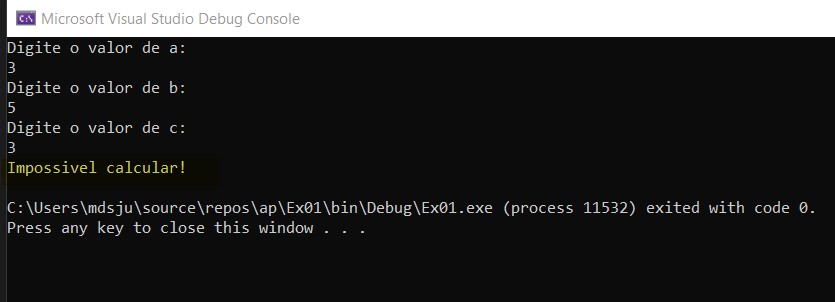 Microsoft Visual Studio Debug Console
Digite o valor de a:
3
Digite o valor de b:
5
Digite o valor de c:
3
Impossivel calcular!
C:\Users\mdsju\source\repos\ap\Ex01\bin\Debug\Ex01.exe (process 11532) exited with code 0.
Press any key to close this window . . .